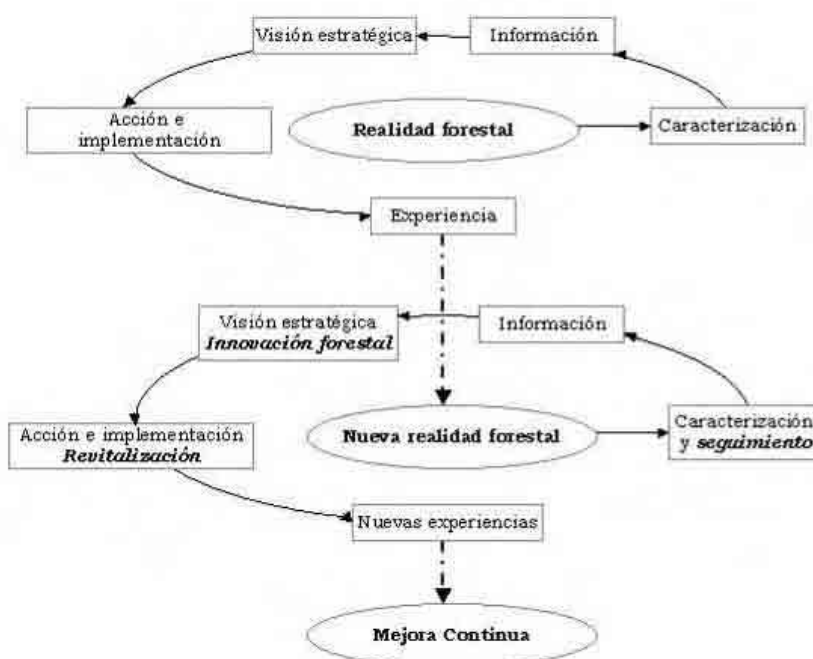 Visión estratégica
Información
Acción e
implementación
Realidad forestal
Caracterización
Experiencia
Visión estratégica
Innovación forestal
Información
Acción e implementación
Revitalización
Nueva realidad forestal
Caracterización
y seguimiento
Nuevas experiencias
Mejora Continua